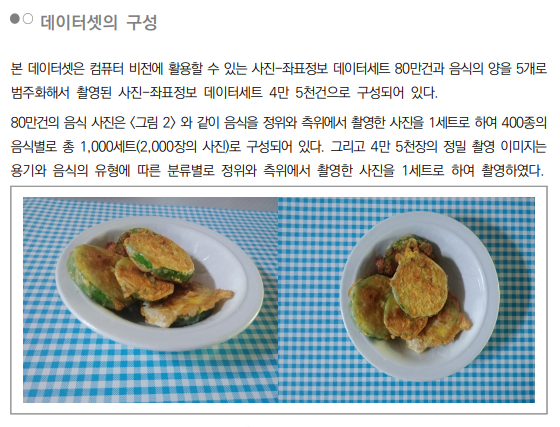 데이터셋의 구성
본 데이터셋은 컴퓨터 비전에 활용할 수 있는 사진-좌표정보 데이터세트 80만건과 음식의 양을 5개로
범주화해서 촬영된 사진-좌표정보 데이터세트 4만 5천건으로 구성되어 있다.
80만건의 음식 사진은 <그림 2> 와 같이 음식을 정위와 측위에서 촬영한 사진을 1세트로 하여 400종의
음식별로 총 1,000세트(2,000장의 사진)로 구성되어 있다. 그리고 4만 5천장의 정밀 촬영 이미지는
용기와 음식의 유형에 따른 분류별로 정위와 측위에서 촬영한 사진을 1세트로 하여 촬영하였다.